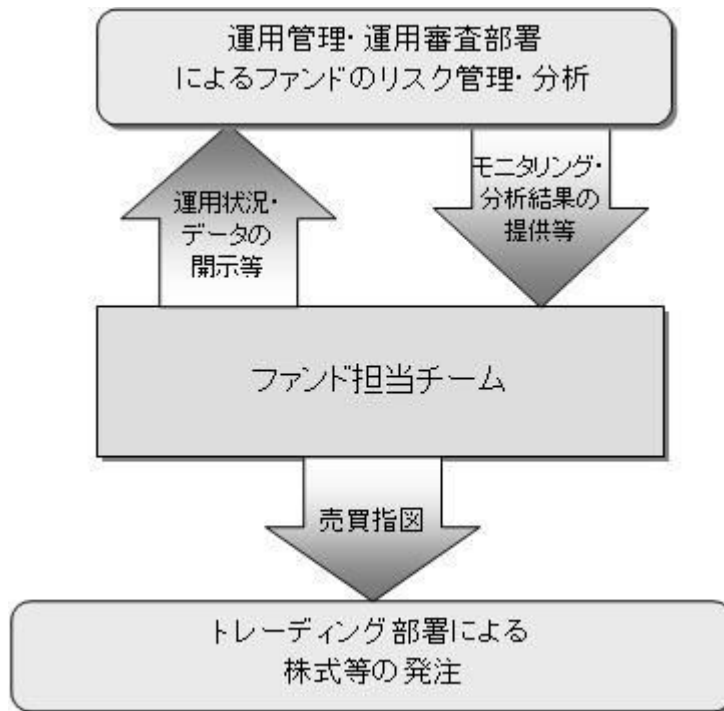 運用管理・運用審査部署
によるファンドのリスク管理・分析
運用状況・
データの
開示等
モニタリング・
分析結果の
提供等
ファンド担当チーム
売買指図
トレーディング部署による
株式等の発注